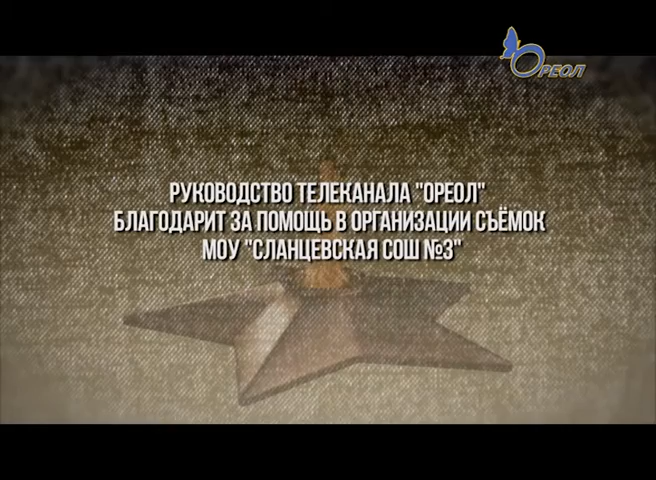 ОРЕОЛ
РУКОВОДСТВО ТЕЛЕКАНАЛА "ОРЕОЛ"
БЛАГОДАРИТ ЗА ПОМОЩЬ В ОРГАНИЗАЦИИ СЪЁМОК
МОУ "СЛАНЦЕВСКАЯ СОШ №3"